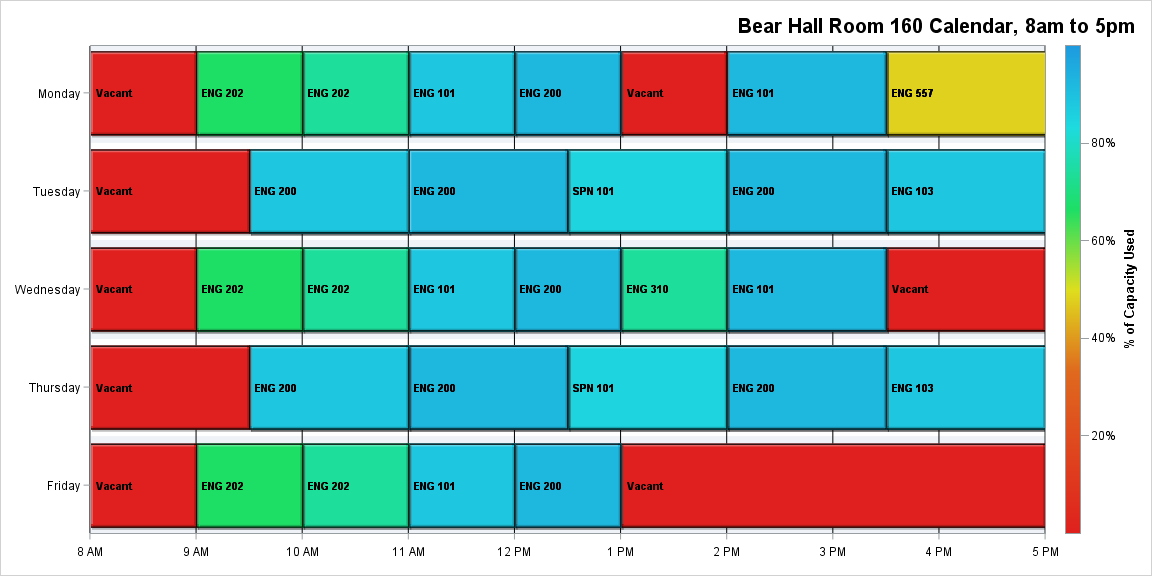 Bear Hall Room 160 Calendar, 8am to 5pm
Monday
Vacant
ENG 202
ENG 202
ENG 101
ENG 200
Vacant
ENG 101
ENG 557
Tuesday
Vacant
ENG 200
ENG 200
SPN 101
ENG 200
ENG 103
Wednesday
Vacant
ENG 202
ENG 202
ENG 101
ENG 200
ENG 310
ENG 101
Vacant
Thursday
Vacant
ENG 200
ENG 200
SPN 101
ENG 200
ENG 103
Friday
Vacant
ENG 202
ENG 202
ENG 101
ENG 200
Vacant
8 AM
9 AM
10 AM
11 AM
12 PM
1 PM
2 PM
3 PM
4 PM
5 PM
80%
60%
40%
20%
% of Capacity Used